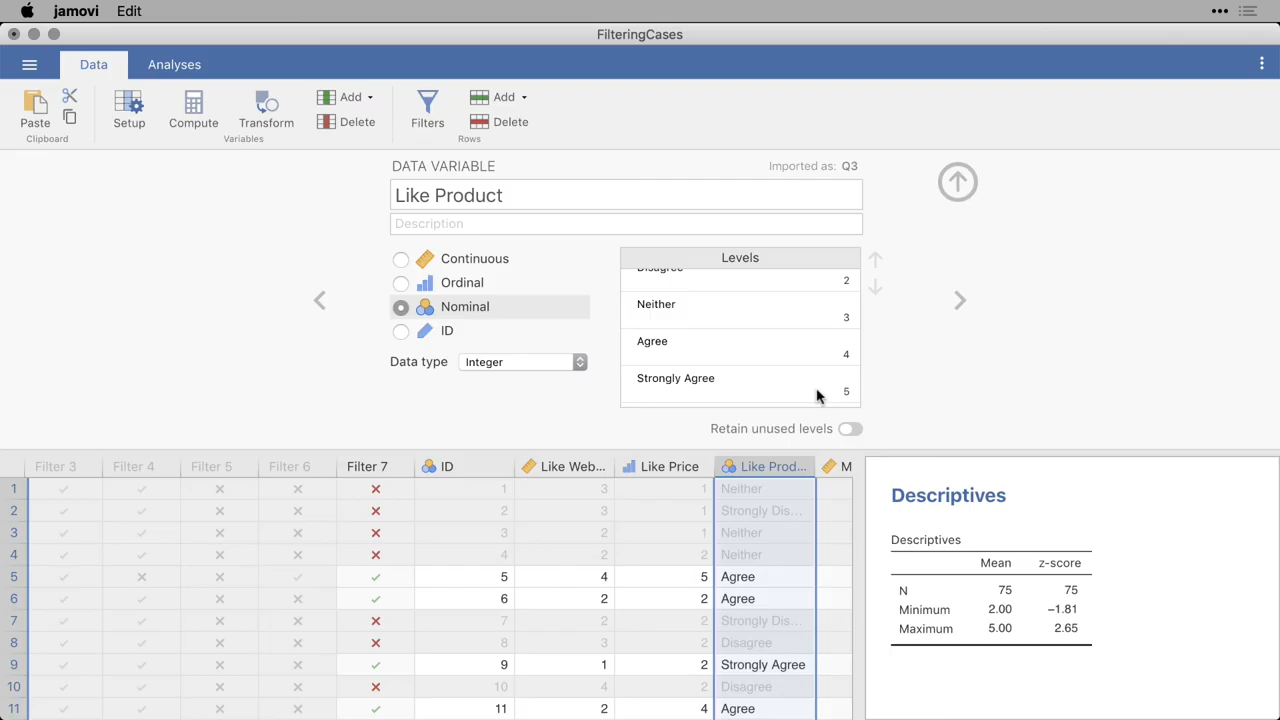 jamovi Edit
FilteringCases
Data Analyses
Paste Setup Compute Transform Add Delete Filters Add Delete
Clipboard Variables Rows
DATA VARIABLE Imported as: Q3
Like Product
Description
Continuous
Ordinal
Nominal
ID
Data type Integer
Levels
Disagree 2
Neither 3
Agree 4
Strongly Agree 5
Retain unused levels
Filter 3 Filter 4 Filter 5 Filter 6 Filter 7 ID Like Web... Like Price Like Prod... M
1 1 3 1 Neither
2 2 3 1 Strongly Dis...
3 3 2 1 Neither
4 4 2 2 Neither
5 5 4 5 Agree
6 6 2 2 Agree
7 7 2 2 Strongly Dis...
8 8 3 2 Disagree
9 9 1 2 Strongly Agree
10 10 4 2 Disagree
11 11 2 4 Agree
Descriptives
Descriptives
Mean z-score
N 75 75
Minimum 2.00 −1.81
Maximum 5.00 2.65